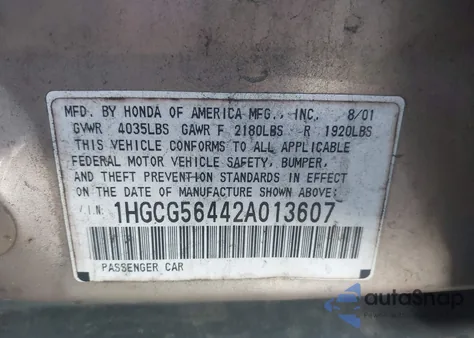 MFD. BY HONDA OF AMERICA MFG., INC. 8/01
GVWR 4035LBS GAWR F 2180LBS R 1920LBS
THIS VEHICLE CONFORMS TO ALL APPLICABLE
FEDERAL MOTOR VEHICLE SAFETY, BUMPER,
AND THEFT PREVENTION STANDARDS IN EFFECT
ON THE DATE OF MANUFACTURE SHOWN ABOVE.
V.I.N. 1HGCG56442A013607
PASSENGER CAR
autoSnap